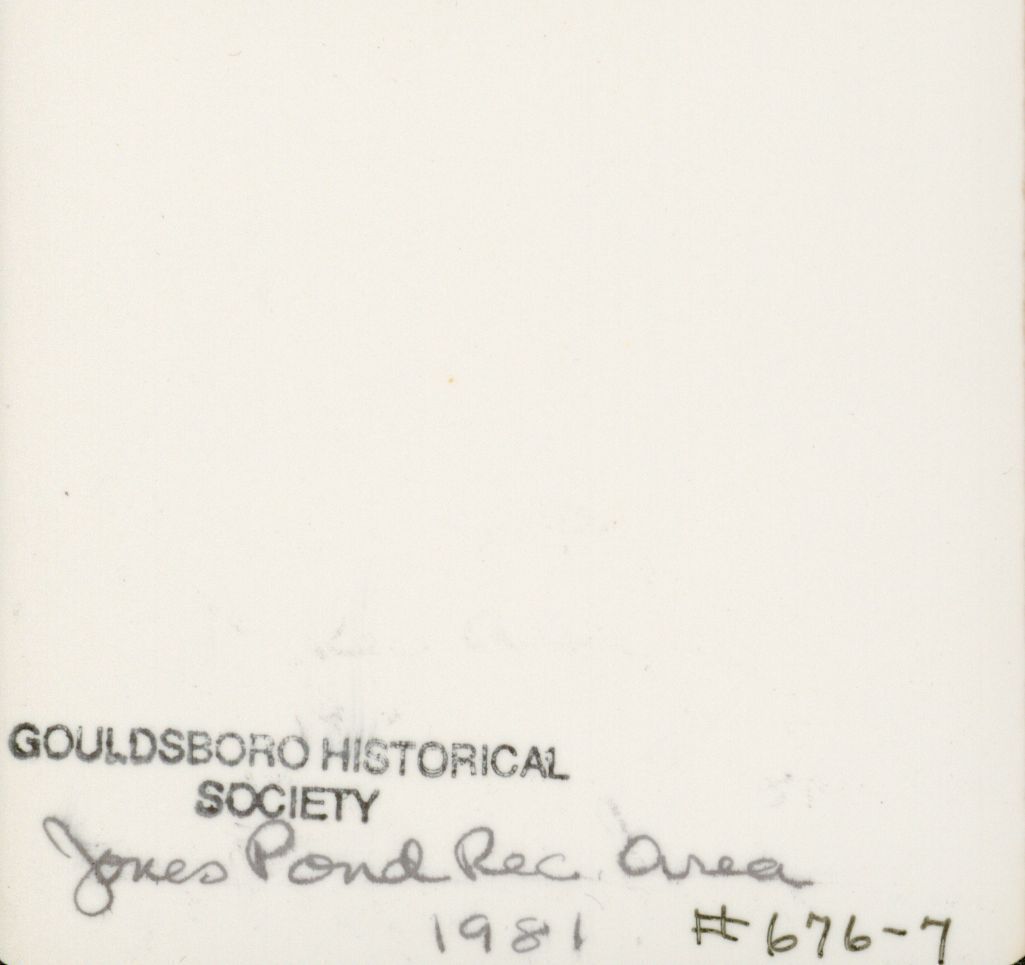 GOULDSBORO HISTORICAL
SOCIETY
Jones Pond Rec. Area
1981 #676-7